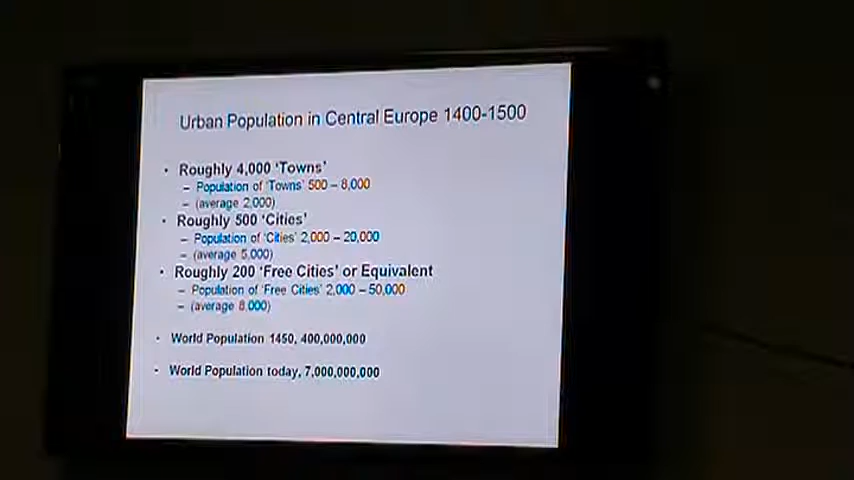 Urban Population in Central Europe 1400-1500
• Roughly 4,000 'Towns'
– Population of 'Towns' 500 – 8,000
– (average 2,000)
• Roughly 500 'Cities'
– Population of 'Cities' 2,000 – 20,000
– (average 5,000)
• Roughly 200 'Free Cities' or Equivalent
– Population of 'Free Cities' 2,000 – 50,000
– (average 8,000)
• World Population 1450, 400,000,000
• World Population today, 7,000,000,000